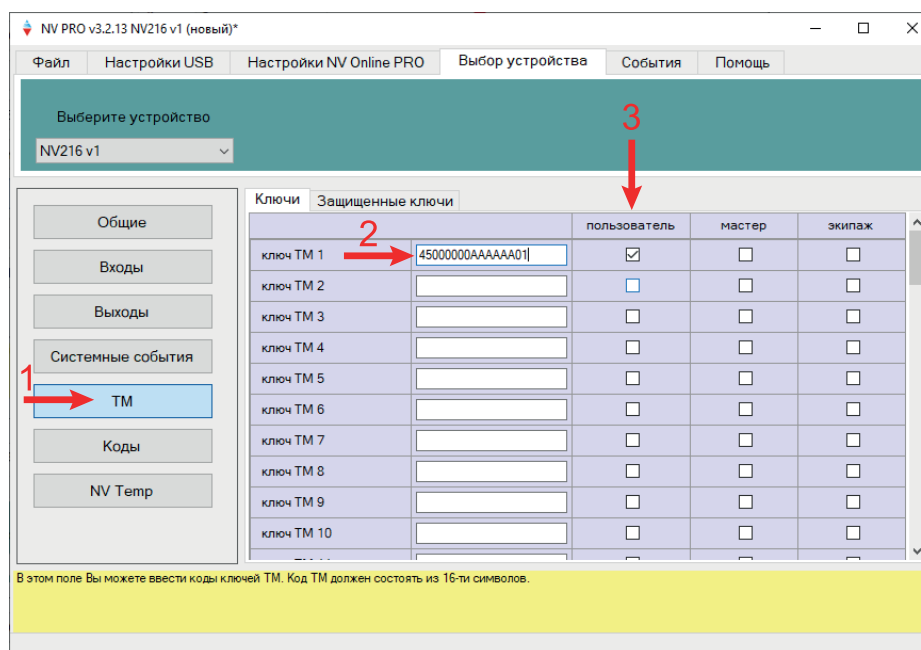 NV PRO v3.2.13 NV216 v1 (новый)*
Файл Настройки USB Настройки NV Online PRO Выбор устройства События Помощь
Выберите устройство
NV216 v1
3
Ключи Защищенные ключи
Общие
Входы
Выходы
Системные события
1
ТМ
Коды
NV Temp
пользователь мастер экипаж
2
ключ ТМ 1 45000000AAAAAA01
ключ ТМ 2
ключ ТМ 3
ключ ТМ 4
ключ ТМ 5
ключ ТМ 6
ключ ТМ 7
ключ ТМ 8
ключ ТМ 9
ключ ТМ 10
В этом поле Вы можете ввести коды ключей ТМ. Код ТМ должен состоять из 16-ти символов.